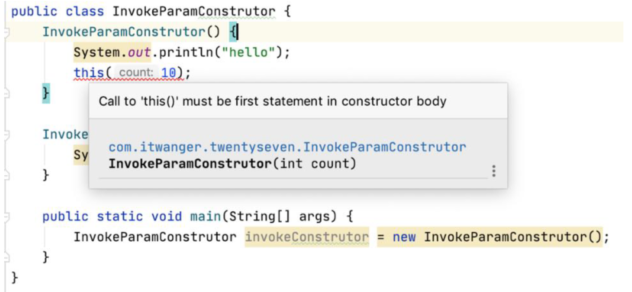 public class InvokeParamConstrutor {
InvokeParamConstrutor() {
System.out.println("hello");
this( count: 10);
}
Call to 'this()' must be first statement in constructor body
com.itwanger.twentyseven.InvokeParamConstrutor
InvokeParamConstrutor(int count)
Invoke
Sy
}
public static void main(String[] args) {
InvokeParamConstrutor invokeConstrutor = new InvokeParamConstrutor();
}
}